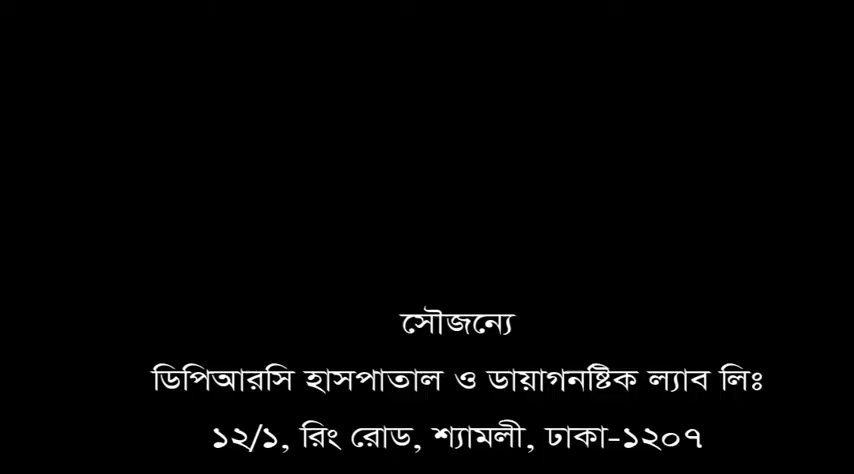 সৌজন্যে
ডিপিআরসি হাসপাতাল ও ডায়াগনষ্টিক ল্যাব লিঃ
১২/১, রিং রোড, শ্যামলী, ঢাকা-১২০৭